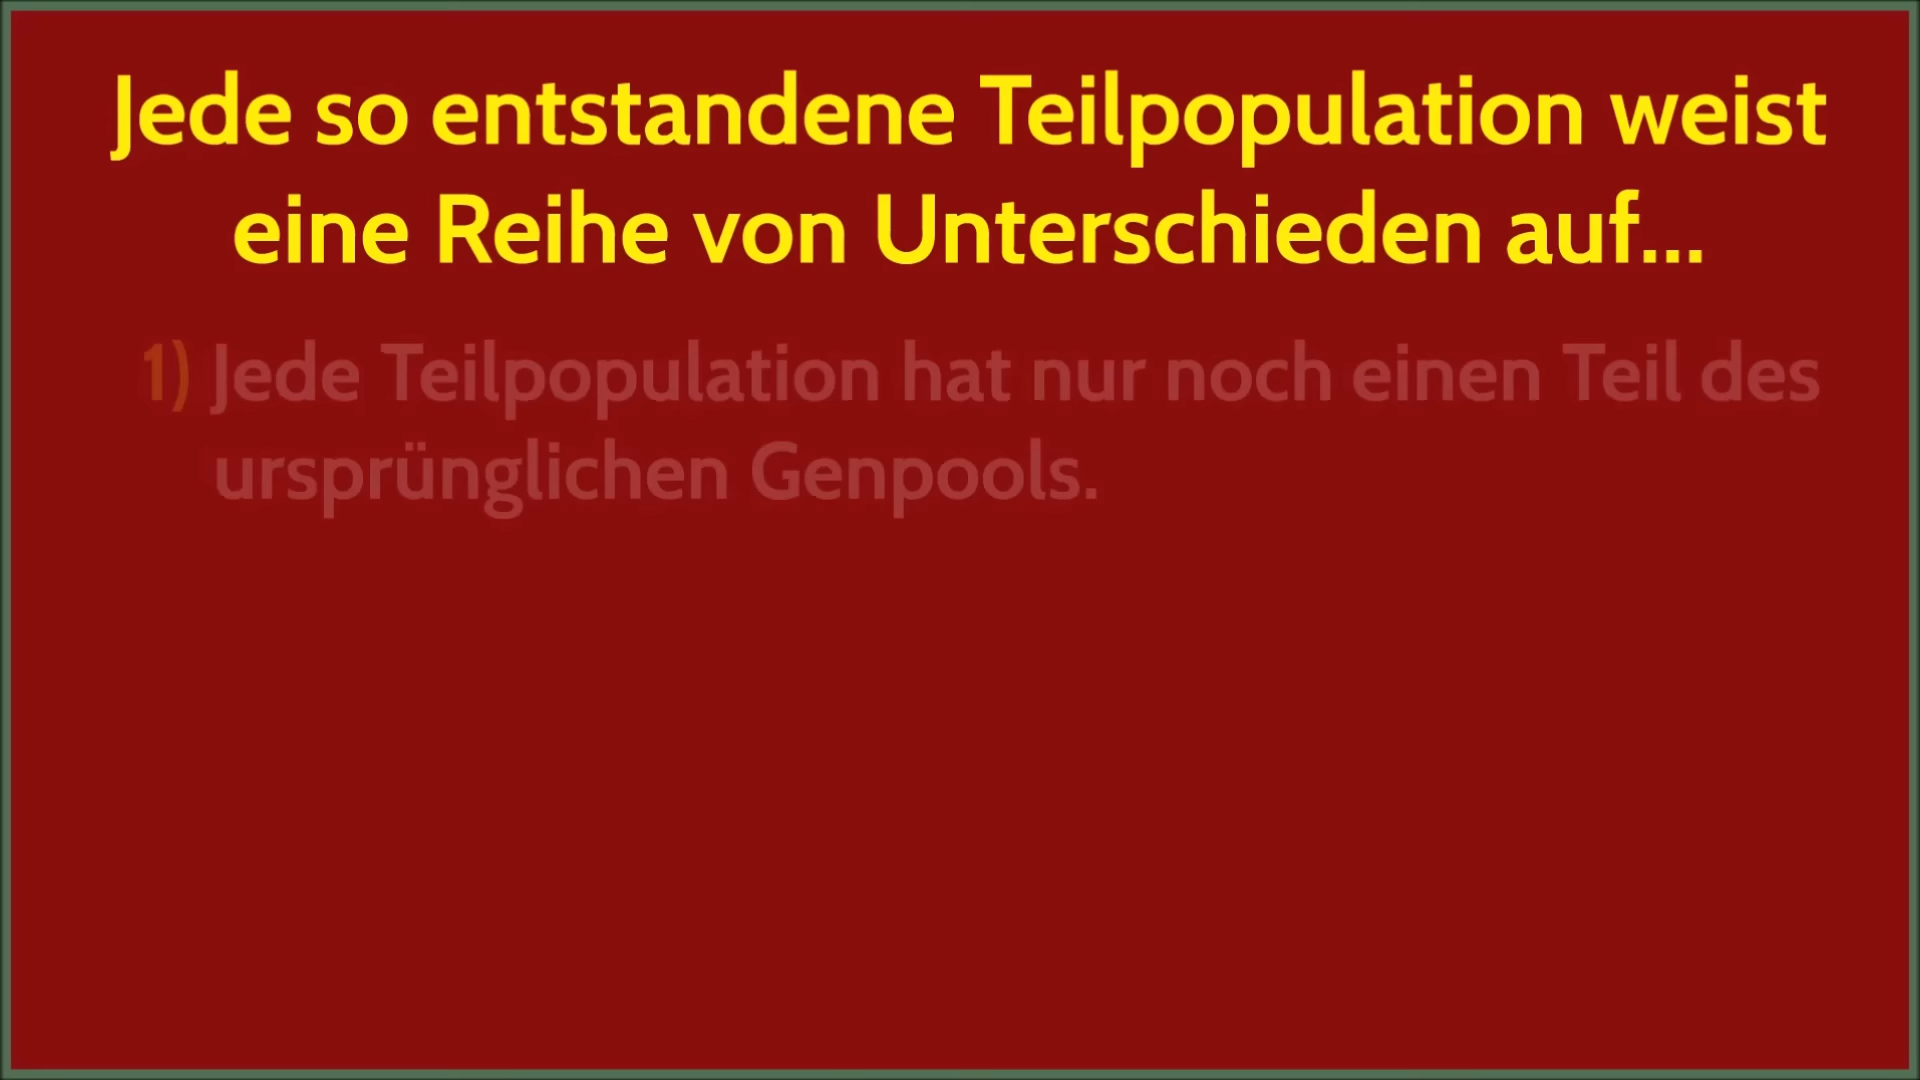 Jede so entstandene Teilpopulation weist
eine Reihe von Unterschieden auf...
1) Jede Teilpopulation hat nur noch einen Teil des
ursprünglichen Genpools.